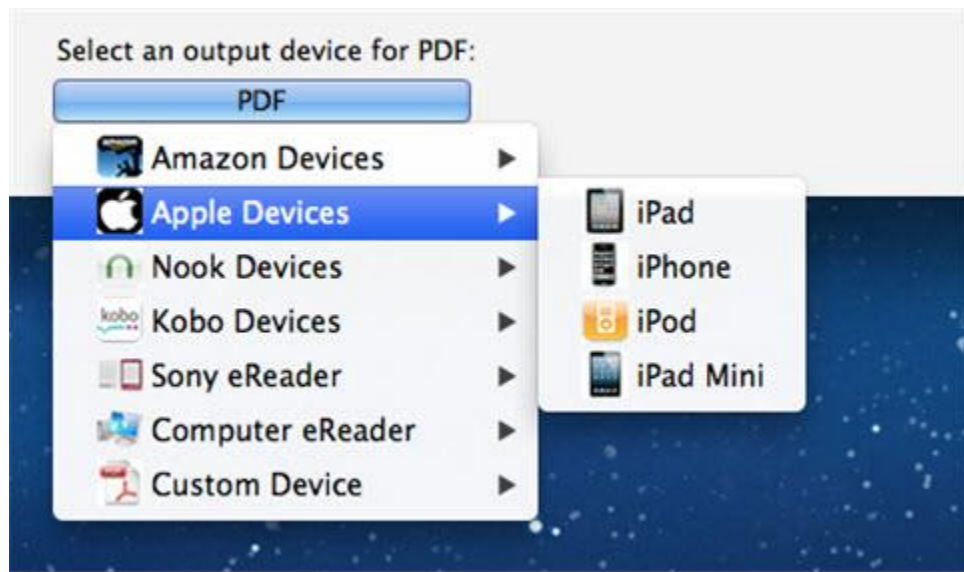 Select an output device for PDF:
PDF
Amazon Devices
Apple Devices
Nook Devices
kobo Kobo Devices
Sony eReader
Computer eReader
Custom Device
iPad
iPhone
iPod
iPad Mini